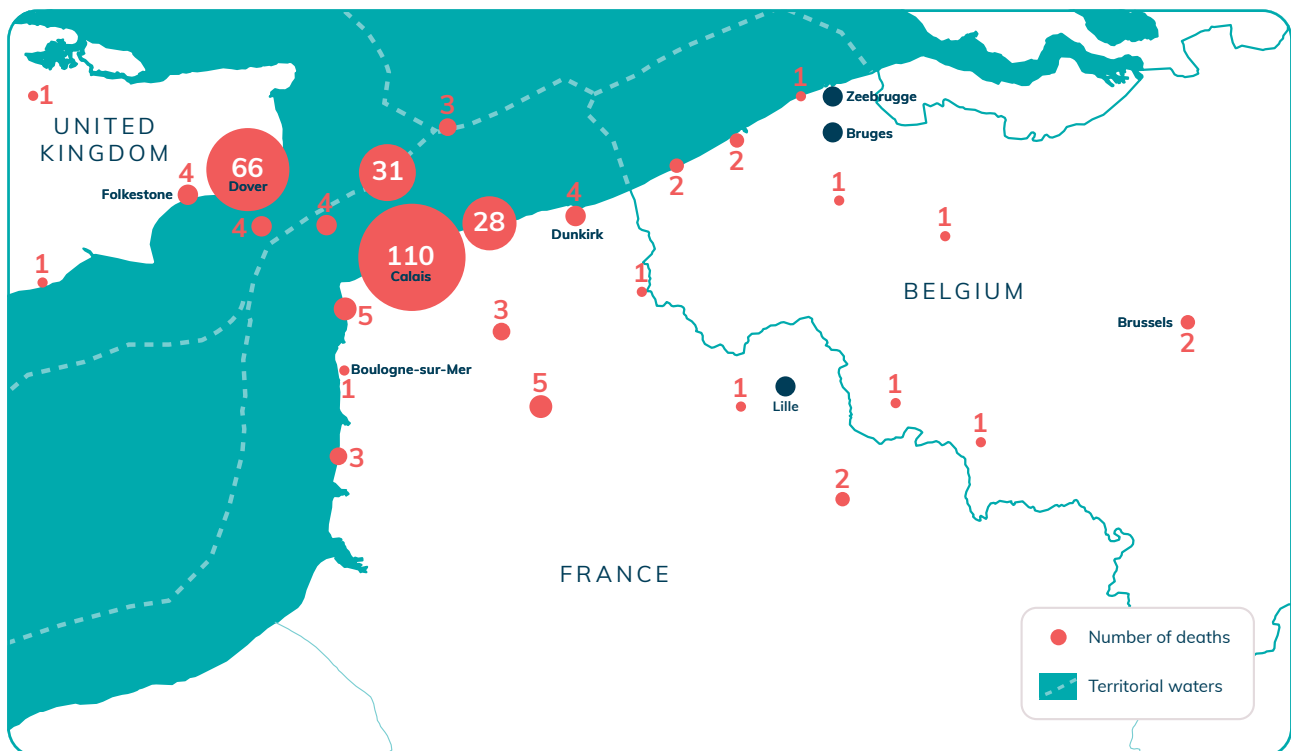 1
UNITED
KINGDOM
3
1
Zeebrugge
Bruges
66
Dover
31
4
Folkestone
2
2
4
4
4
28
Dunkirk
1
1
110
Calais
1
1
BELGIUM
5
3
Brussels
2
Boulogne-sur-Mer
1
5
1
Lille
1
1
3
2
FRANCE
Number of deaths
Territorial waters